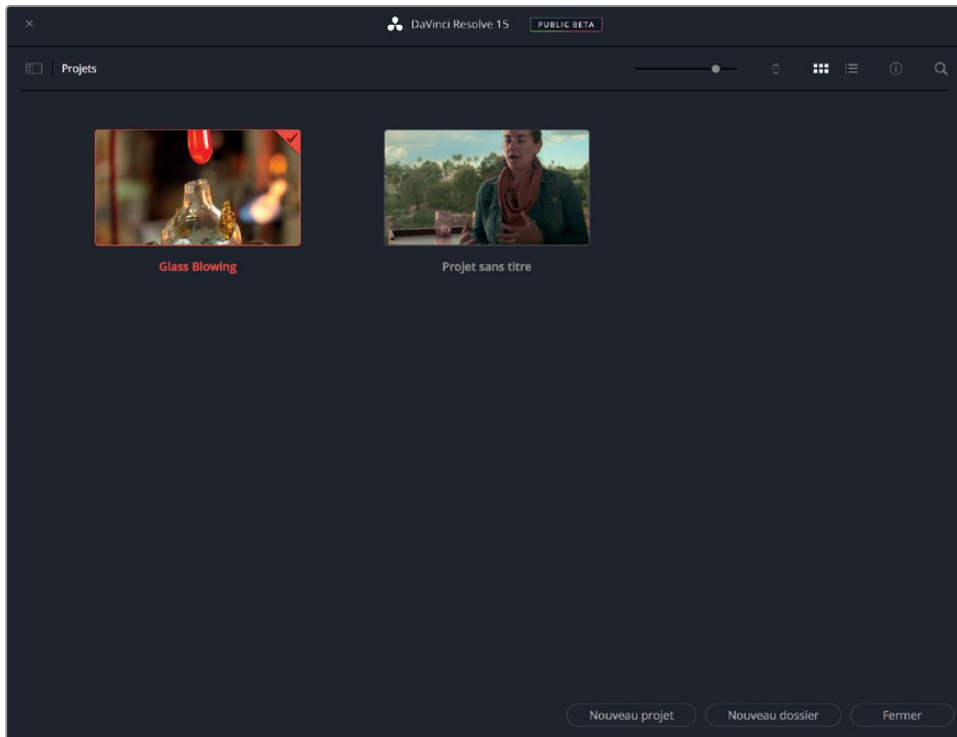 DaVinci Resolve 15 PUBLIC BETA
Projets
Glass Blowing
Projet sans titre
Nouveau projet Nouveau dossier Fermer